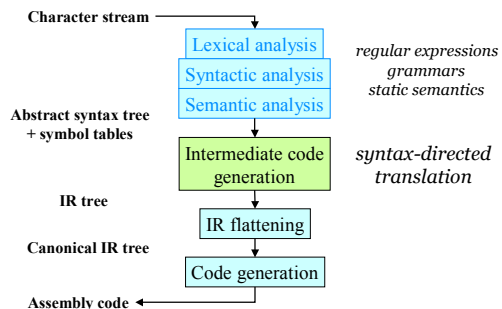 Character stream
Lexical analysis
Syntactic analysis
Semantic analysis
regular expressions
grammars
static semantics
Abstract syntax tree
+ symbol tables
Intermediate code
generation
syntax-directed
translation
IR tree
IR flattening
Canonical IR tree
Code generation
Assembly code